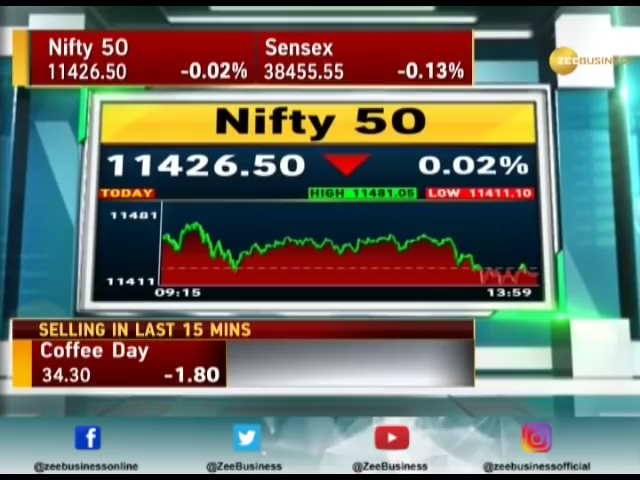 Nifty 50
11426.50 -0.02%
Sensex
38455.55 -0.13%
ZEEBUSINESS
Nifty 50
11426.50 0.02%
TODAY HIGH 11481.05 LOW 11411.10
11481
11411
09:15 13:59
SELLING IN LAST 15 MINS
Coffee Day
34.30 -1.80
@zeebusinessonline @ZeeBusiness @ZeeBusiness @zeebusinessofficial